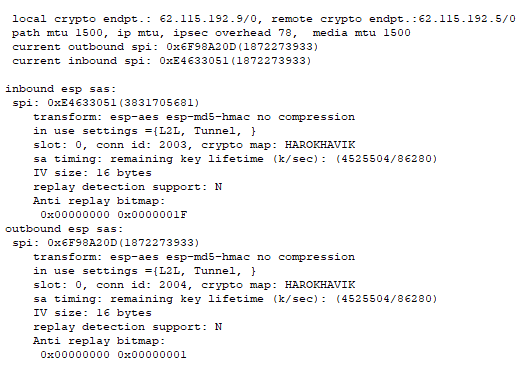 local crypto endpt.: 62.115.192.9/0, remote crypto endpt.:62.115.192.5/0
path mtu 1500, ip mtu, ipsec overhead 78, media mtu 1500
current outbound spi: 0x6F98A20D(1872273933)
current inbound spi: 0xE4633051(1872273933)
inbound esp sas:
spi: 0xE4633051(3831705681)
transform: esp-aes esp-md5-hmac no compression
in use settings ={L2L, Tunnel, }
slot: 0, conn id: 2003, crypto map: HAROKHAVIK
sa timing: remaining key lifetime (k/sec): (4525504/86280)
IV size: 16 bytes
replay detection support: N
Anti replay bitmap:
0x00000000 0x0000001F
outbound esp sas:
spi: 0x6F98A20D(1872273933)
transform: esp-aes esp-md5-hmac no compression
in use settings ={L2L, Tunnel, }
slot: 0, conn id: 2004, crypto map: HAROKHAVIK
sa timing: remaining key lifetime (k/sec): (4525504/86280)
IV size: 16 bytes
replay detection support: N
Anti replay bitmap:
0x00000000 0x00000001